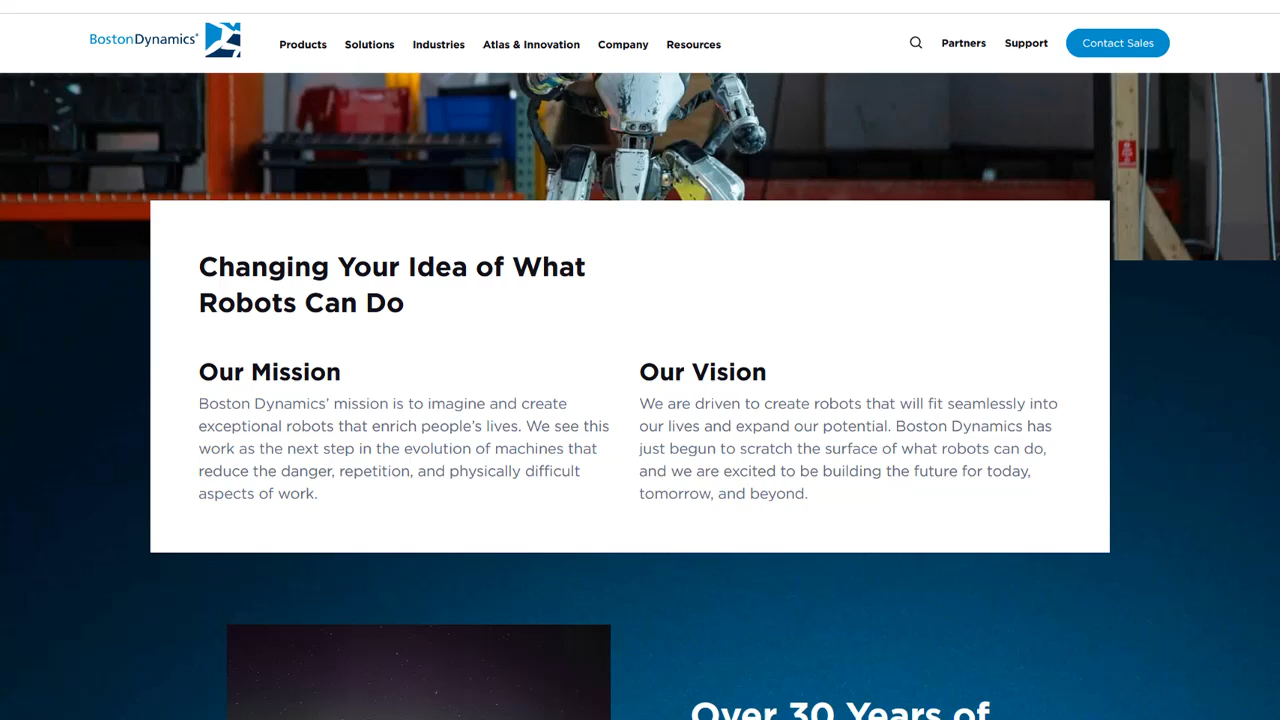 BostonDynamics
Products Solutions Industries Atlas & Innovation Company Resources
Partners Support Contact Sales
Changing Your Idea of What
Robots Can Do
Our Mission
Boston Dynamics’ mission is to imagine and create
exceptional robots that enrich people’s lives. We see this
work as the next step in the evolution of machines that
reduce the danger, repetition, and physically difficult
aspects of work.
Our Vision
We are driven to create robots that will fit seamlessly into
our lives and expand our potential. Boston Dynamics has
just begun to scratch the surface of what robots can do,
and we are excited to be building the future for today,
tomorrow, and beyond.
Over 30 Years of